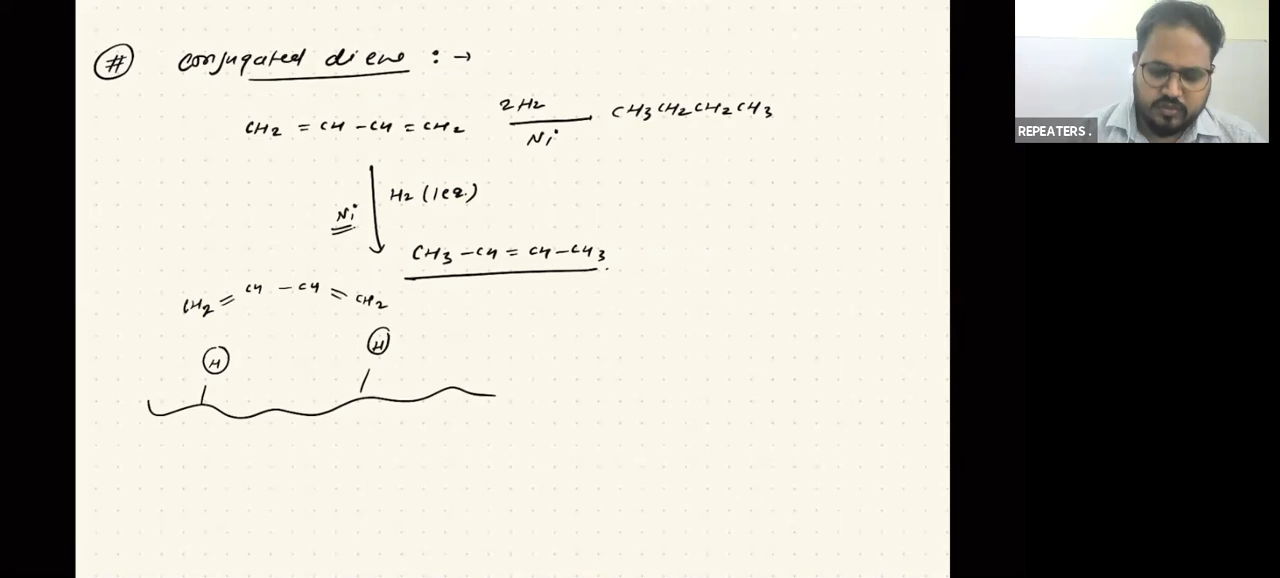 # conjugated diene : →
CH2 = CH - CH = CH2 2H2 Ni CH3CH2CH2CH3
Ni H2 (1eq.)
CH3 - CH = CH - CH3
CH2 = CH - CH = CH2
H H
REPEATERS .